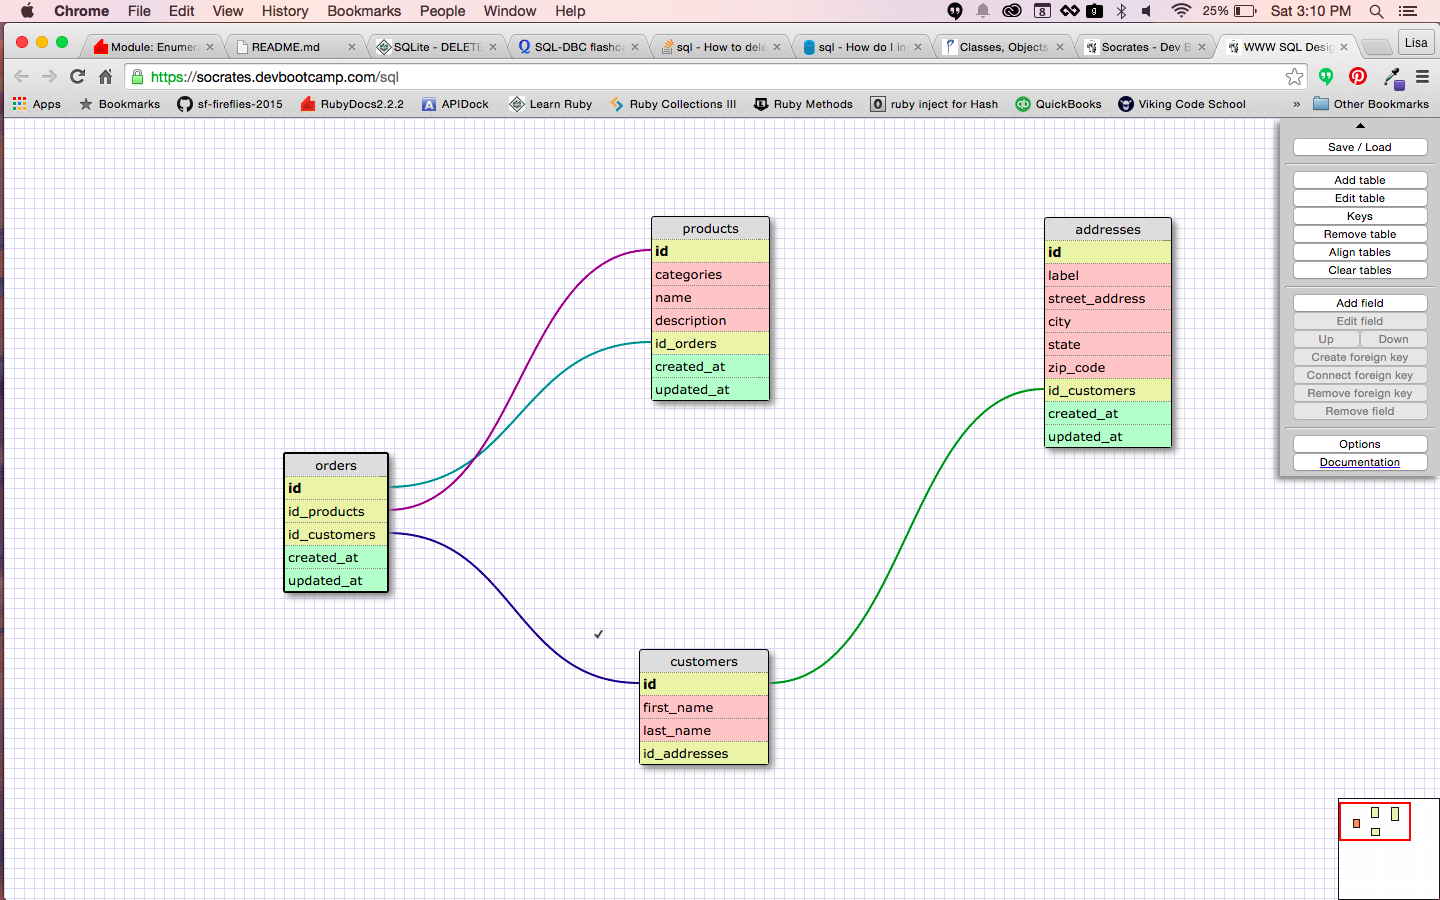 Chrome File Edit View History Bookmarks People Window Help 8 g 25% Sat 3:10 PM
Module: Enumer README.md SQLite - DELETE SQL-DBC flashc sql - How to dele sql - How do I in Classes, Objects Socrates - Dev B WWW SQL Desig Lisa
https://socrates.devbootcamp.com/sql
Apps Bookmarks sf-fireflies-2015 RubyDocs2.2.2 APIDock Learn Ruby Ruby Collections III Ruby Methods ruby inject for Hash QuickBooks Viking Code School » Other Bookmarks
Save / Load
Add table
Edit table
Keys
Remove table
Align tables
Clear tables
Add field
Edit field
Up Down
Create foreign key
Connect foreign key
Remove foreign key
Remove field
Options
Documentation
products
id
categories
name
description
id_orders
created_at
updated_at
addresses
id
label
street_address
city
state
zip_code
id_customers
created_at
updated_at
orders
id
id_products
id_customers
created_at
updated_at
customers
id
first_name
last_name
id_addresses